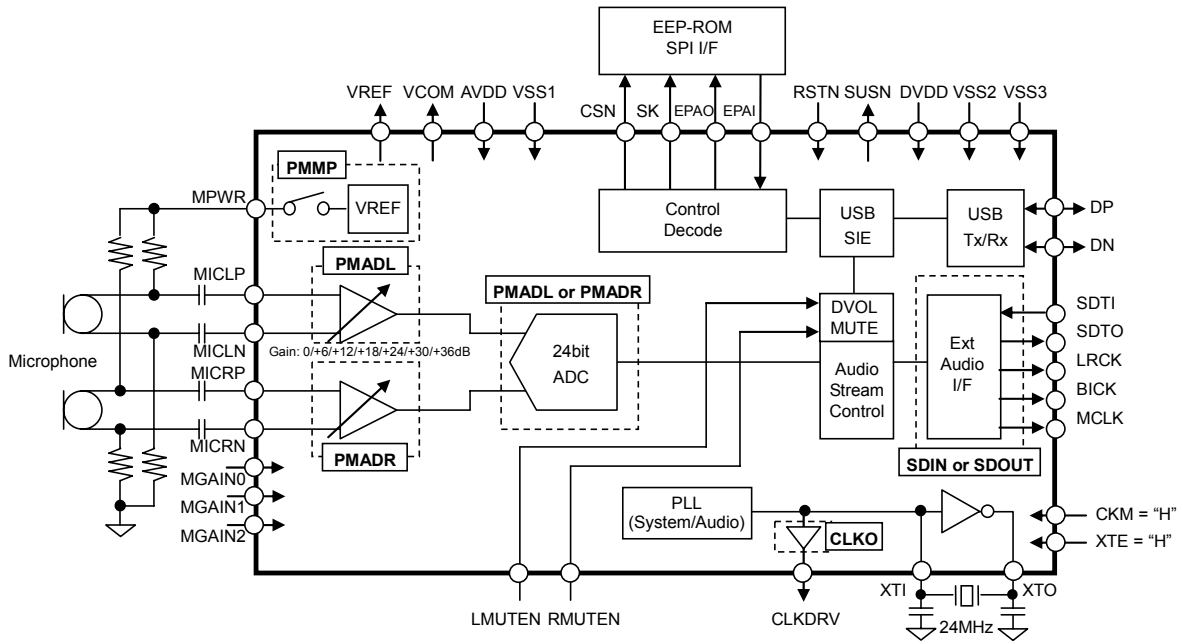 EEP-ROM
SPI I/F
VREF
VCOM
AVDD
VSS1
CSN
SK
EPAO
EPAI
RSTN
SUSN
DVDD
VSS2
VSS3
PMMP
MPWR
VREF
Control
Decode
USB
SIE
USB
Tx/Rx
DP
DN
MICLP
PMADL
PMADL or PMADR
MICLN
Gain: 0/+6/+12/+18/+24/+30/+36dB
Microphone
MICRP
24bit
ADC
DVOL
MUTE
Audio
Stream
Control
Ext
Audio
I/F
SDTI
SDTO
LRCK
BICK
MCLK
MICRN
PMADR
SDIN or SDOUT
MGAIN0
MGAIN1
MGAIN2
PLL
(System/Audio)
CLKO
CKM = “H”
XTE = “H”
LMUTEN
RMUTEN
CLKDRV
XTI
XTO
24MHz